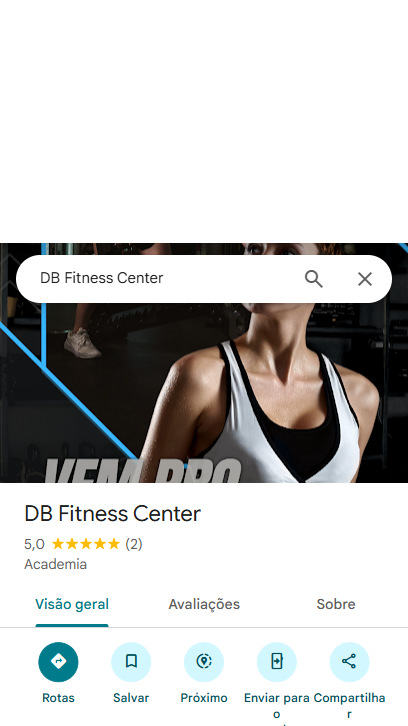 DB Fitness Center
VEM PRO
DB Fitness Center
5,0 ★★★★★ (2)
Academia
Visão geral Avaliações Sobre
Rotas Salvar Próximo Enviar para o Compartilhar